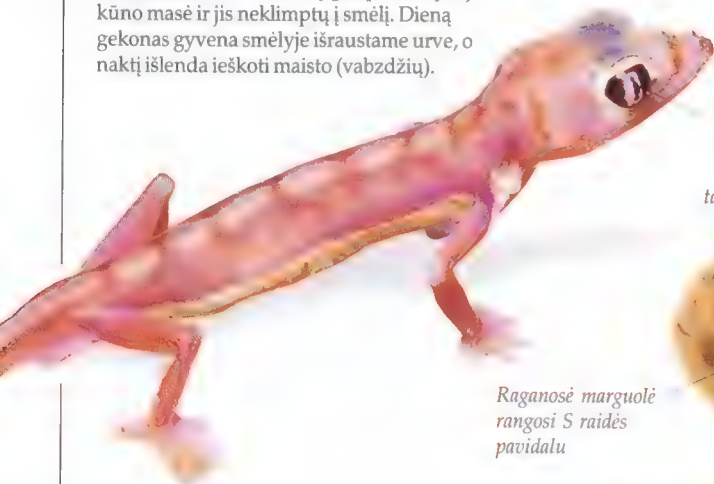 kūno masė ir jis neklimptų į smėlį. Dieną
gekonas gyvena smėlyje išraustame urve, o
naktį išlenda ieškoti maisto (vabzdžių).
Raganosė marguolė
rangosi S raidės
pavidalu